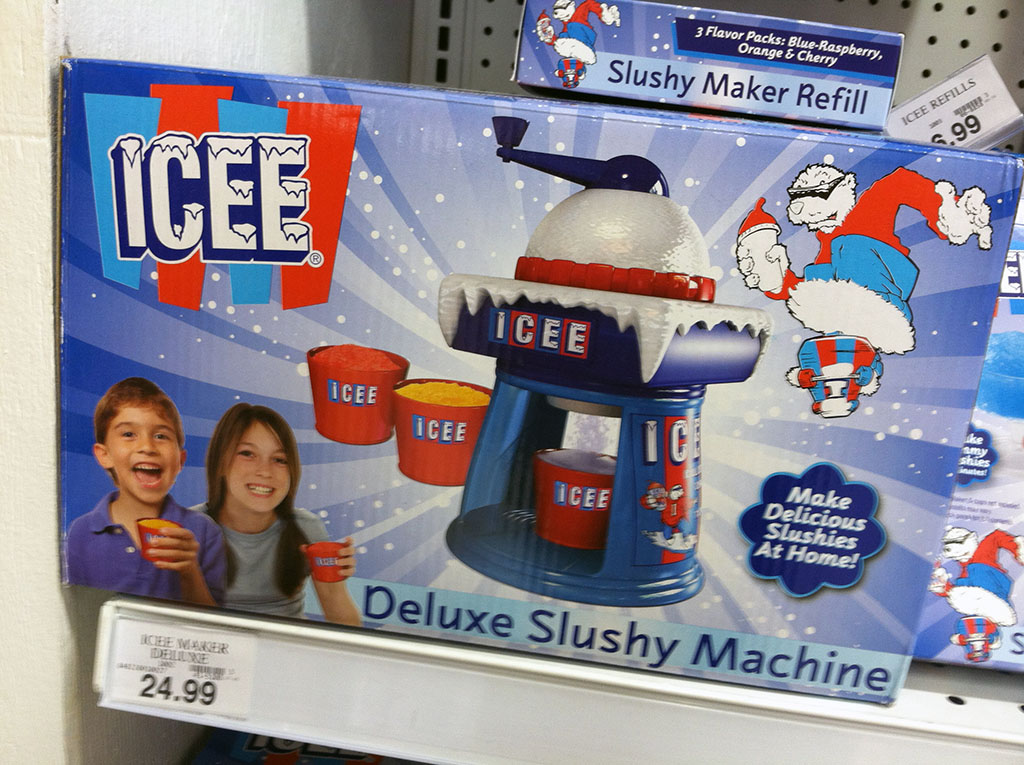 3 Flavor Packs: Blue-Raspberry,
Orange & Cherry
Slushy Maker Refill
ICEE REFILLS
6.99
ICEE®
ICEE
ICEE
ICEE
ICEE
ICEE
Make
Delicious
Slushies
At Home!
Deluxe Slushy Machine
ICEE MAKER
DELUXE
24.99